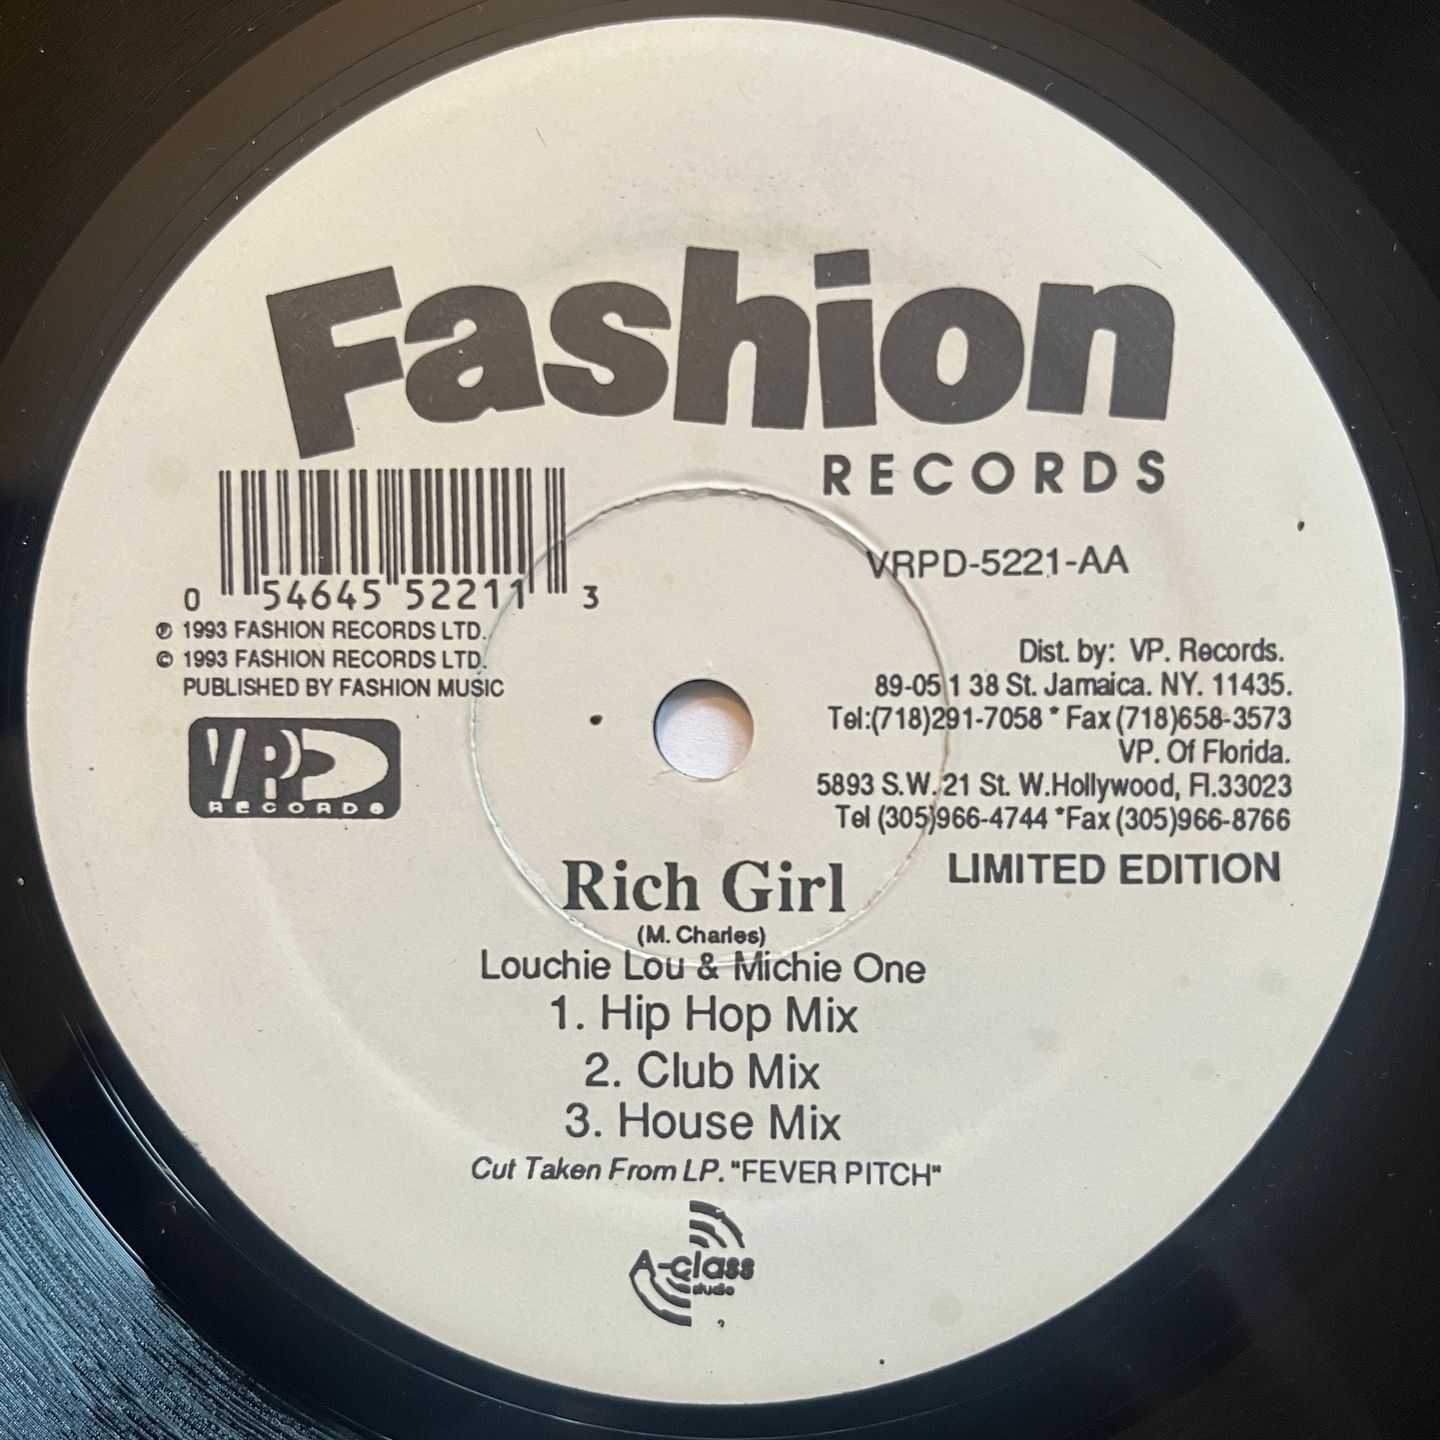 Fashion
RECORDS
0 54645 52211 3
VRPD-5221-AA
℗ 1993 FASHION RECORDS LTD.
© 1993 FASHION RECORDS LTD.
PUBLISHED BY FASHION MUSIC
VP
RECORDS
Dist. by: VP. Records.
89-05 1 38 St. Jamaica. NY. 11435.
Tel:(718)291-7058 * Fax (718)658-3573
VP. Of Florida.
5893 S.W. 21 St. W.Hollywood, Fl.33023
Tel (305)966-4744 *Fax (305)966-8766
LIMITED EDITION
Rich Girl
(M. Charles)
Louchie Lou & Michie One
1. Hip Hop Mix
2. Club Mix
3. House Mix
Cut Taken From LP. "FEVER PITCH"
A-class
studio